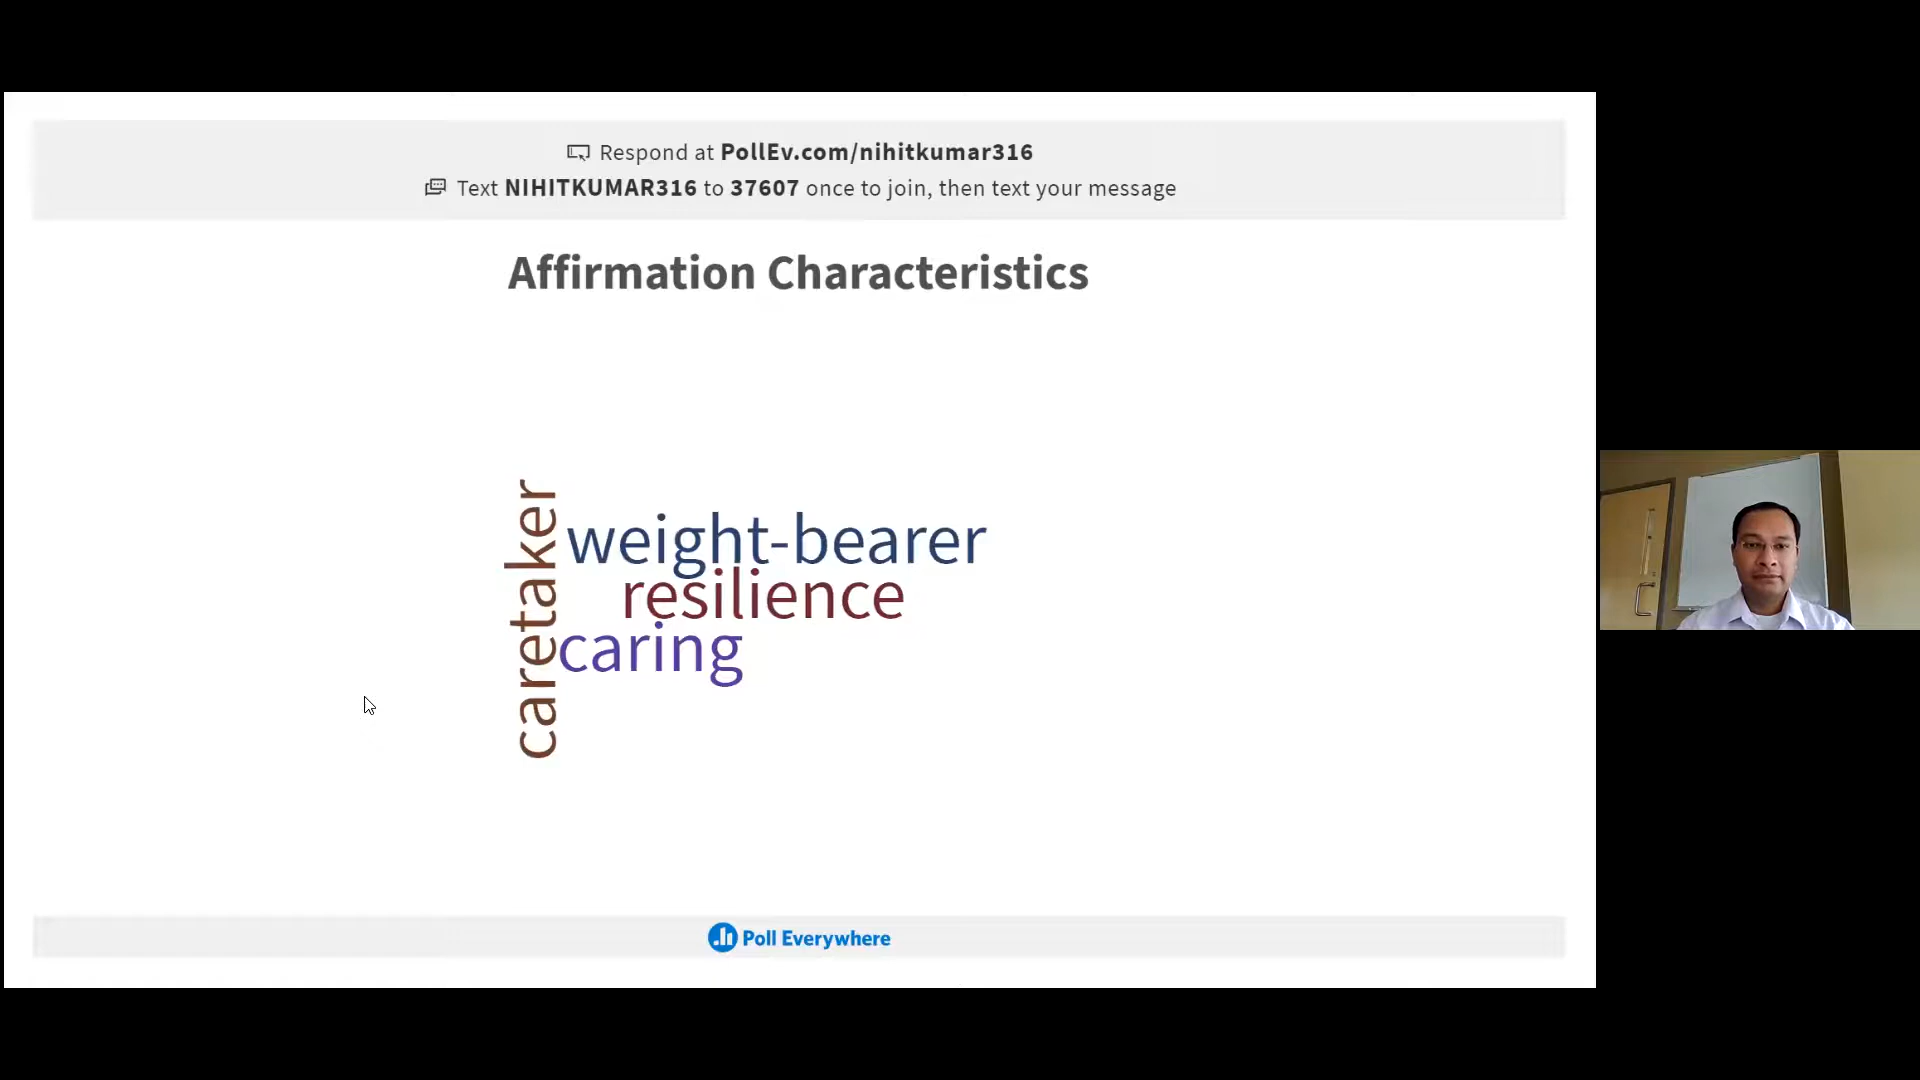 Respond at PollEv.com/nihitkumar316
Text NIHITKUMAR316 to 37607 once to join, then text your message
Affirmation Characteristics
caretaker
weight-bearer
resilience
caring
Poll Everywhere